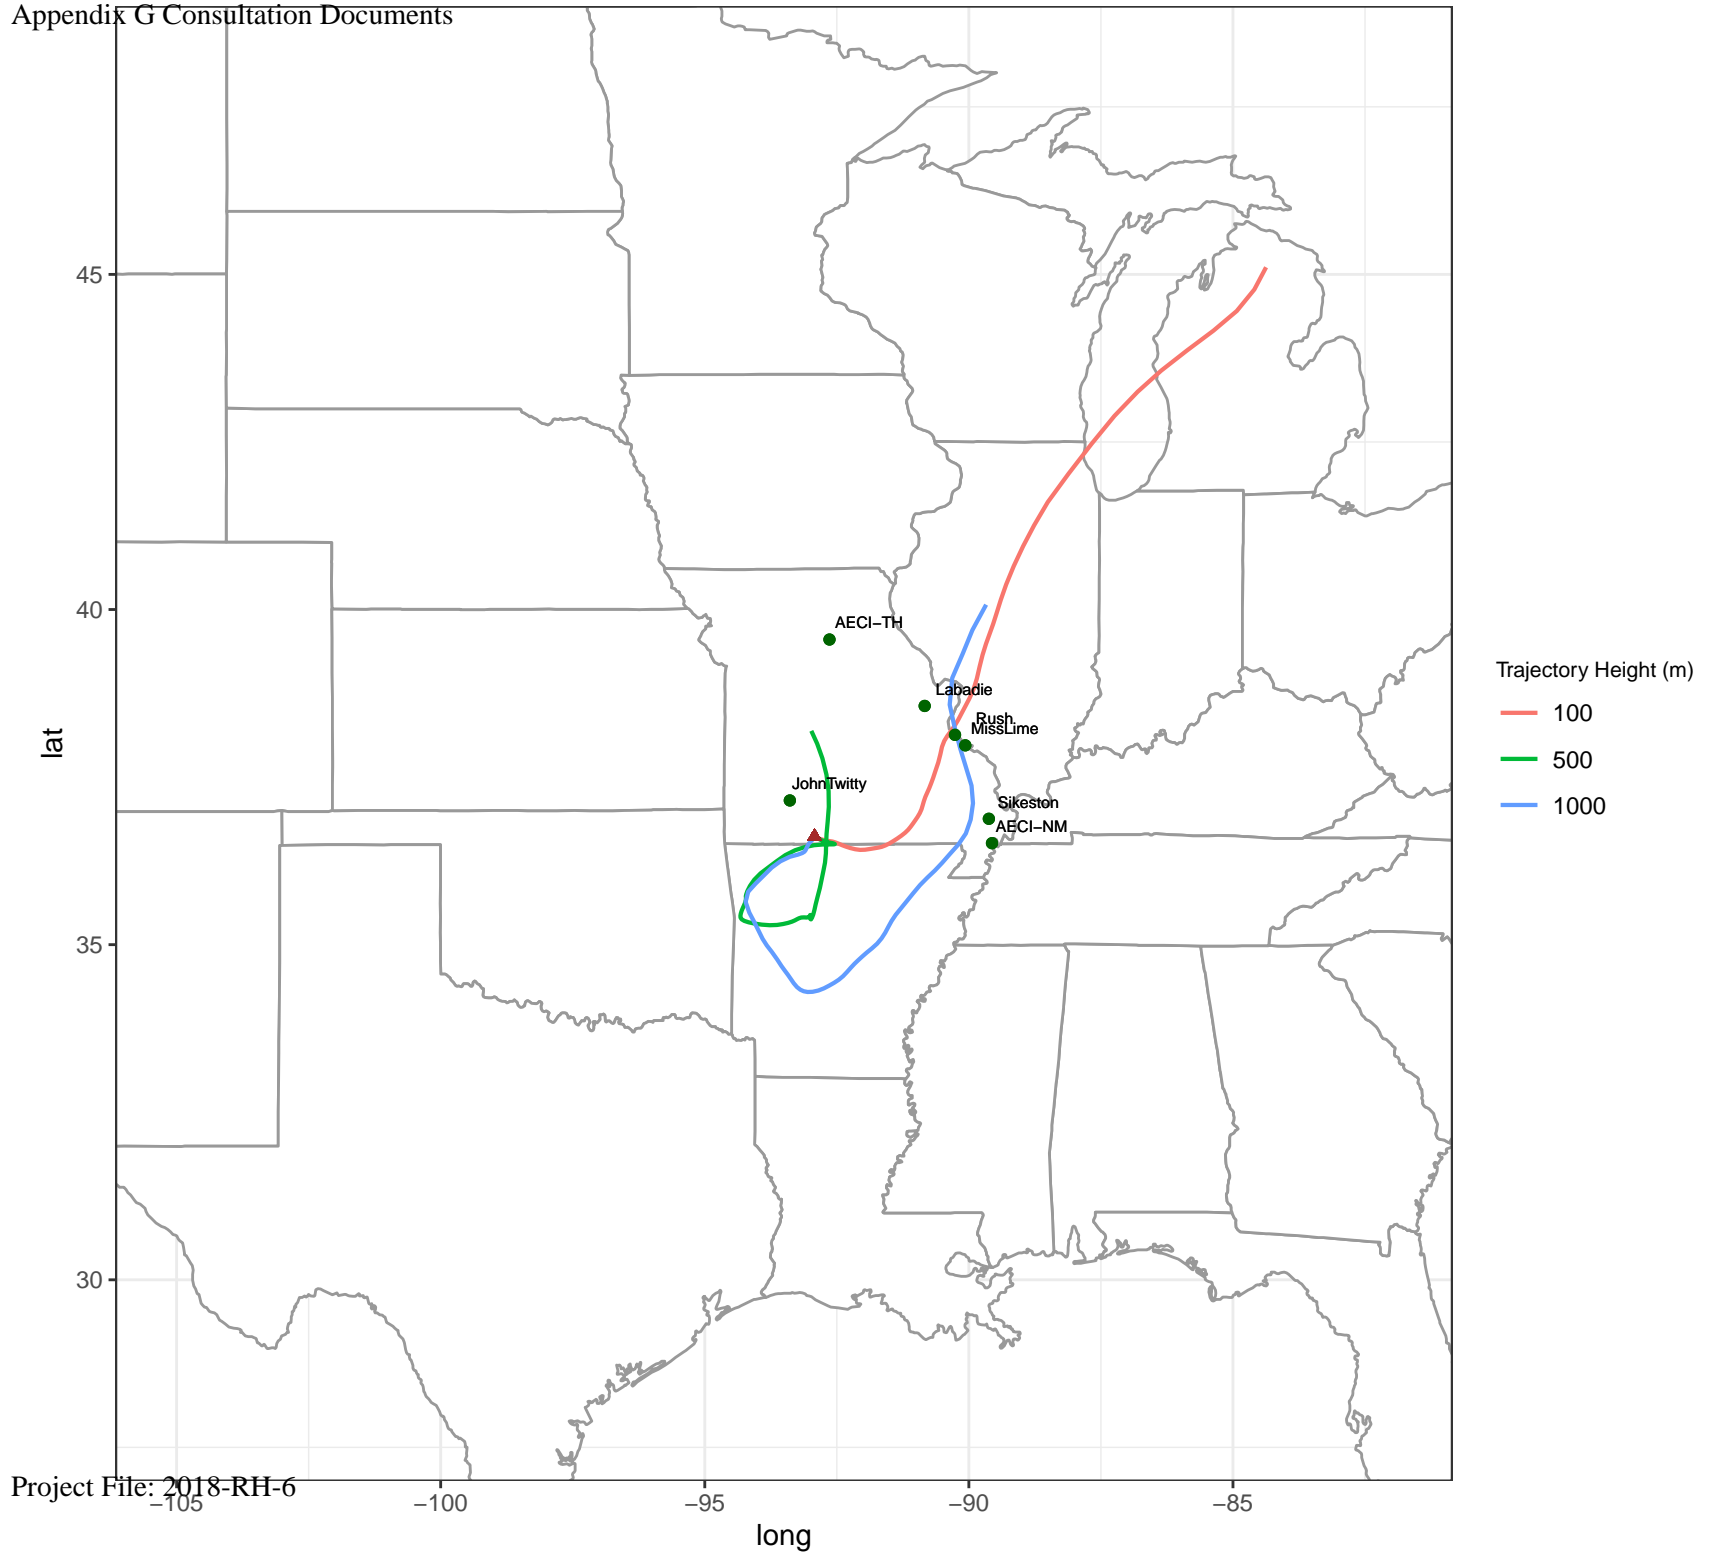 Appendix G Consultation Documents
45
40
35
30
lat
AECI−TH
Labadie
Rush
MissLime
JohnTwitty
Sikeston
AECI−NM
Trajectory Height (m)
100
500
1000
Project File: 2018-RH-6
−105
−100
−95
−90
−85
long